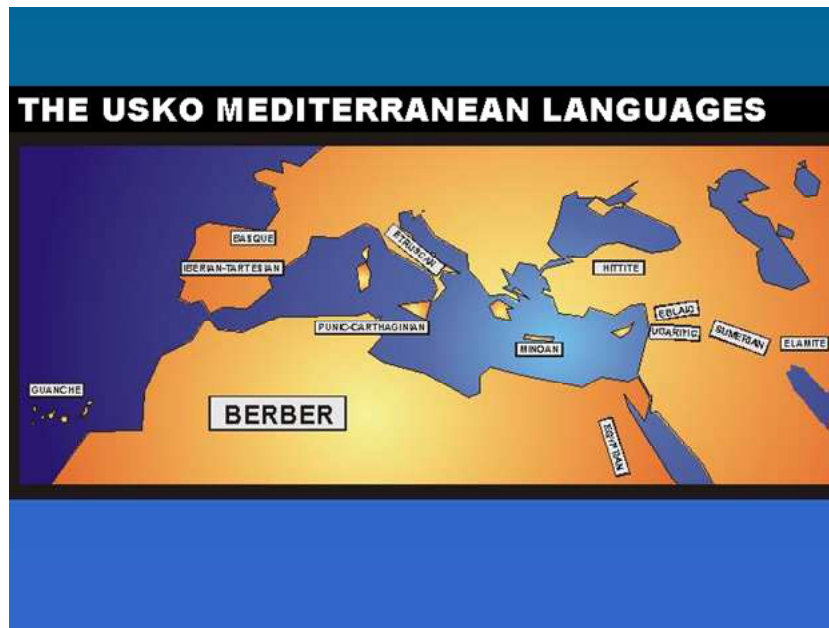 THE USKO MEDITERRANEAN LANGUAGES
BASQUE
ETRUSCAN
IBERIAN-TARTESIAN
HITTITE
EBLAIC
PUNIC-CARTHAGINIAN
UGARITIC
SUMERIAN
ELAMITE
MINOAN
GUANCHE
BERBER
EGYPTIAN